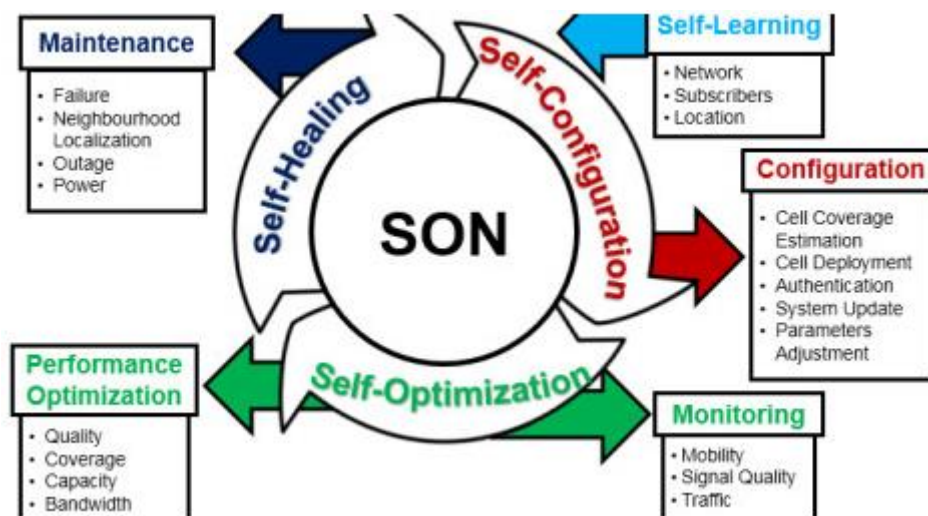 Maintenance
• Failure
• Neighbourhood
Localization
• Outage
• Power
Self-Healing
Self-Configuration
SON
Self-Optimization
Self-Learning
• Network
• Subscribers
• Location
Configuration
• Cell Coverage
Estimation
• Cell Deployment
• Authentication
• System Update
• Parameters
Adjustment
Performance
Optimization
• Quality
• Coverage
• Capacity
• Bandwidth
Monitoring
• Mobility
• Signal Quality
• Traffic